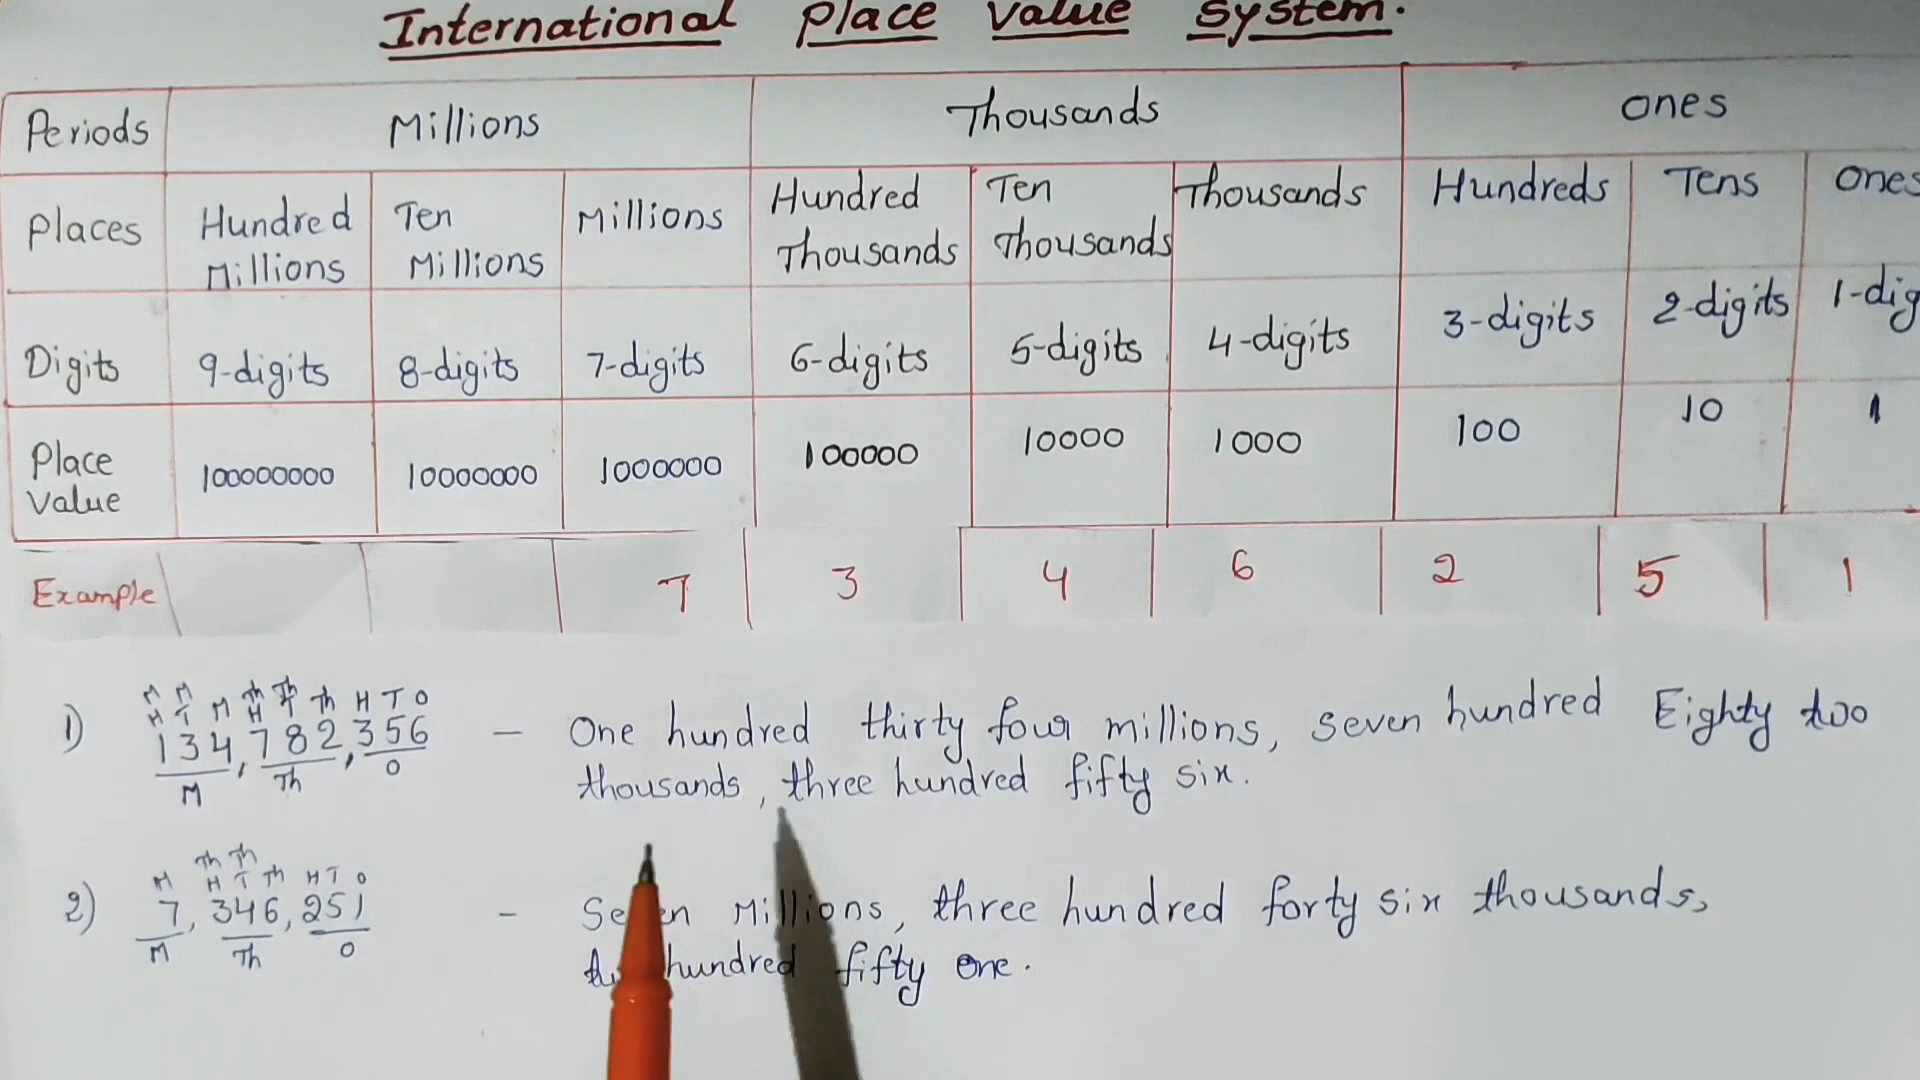 International Place Value System.
Periods Millions Thousands Ones
Places Hundred Millions Ten Millions Millions Hundred Thousands Ten Thousands Thousands Hundreds Tens Ones
Digits 9-digits 8-digits 7-digits 6-digits 5-digits 4-digits 3-digits 2-digits 1-dig
Place Value 100000000 10000000 1000000 100000 10000 1000 100 10 1
Example 7 3 4 6 2 5 1
M M Th Th
H T M H T Th H T O
1) 134,782,356 - One hundred thirty four millions, seven hundred Eighty two
M Th O
thousands, three hundred fifty six.
Th Th
M H T Th H T O
2) 7,346,251 - Seven Millions, three hundred forty six thousands,
M Th O
hundred fifty one.